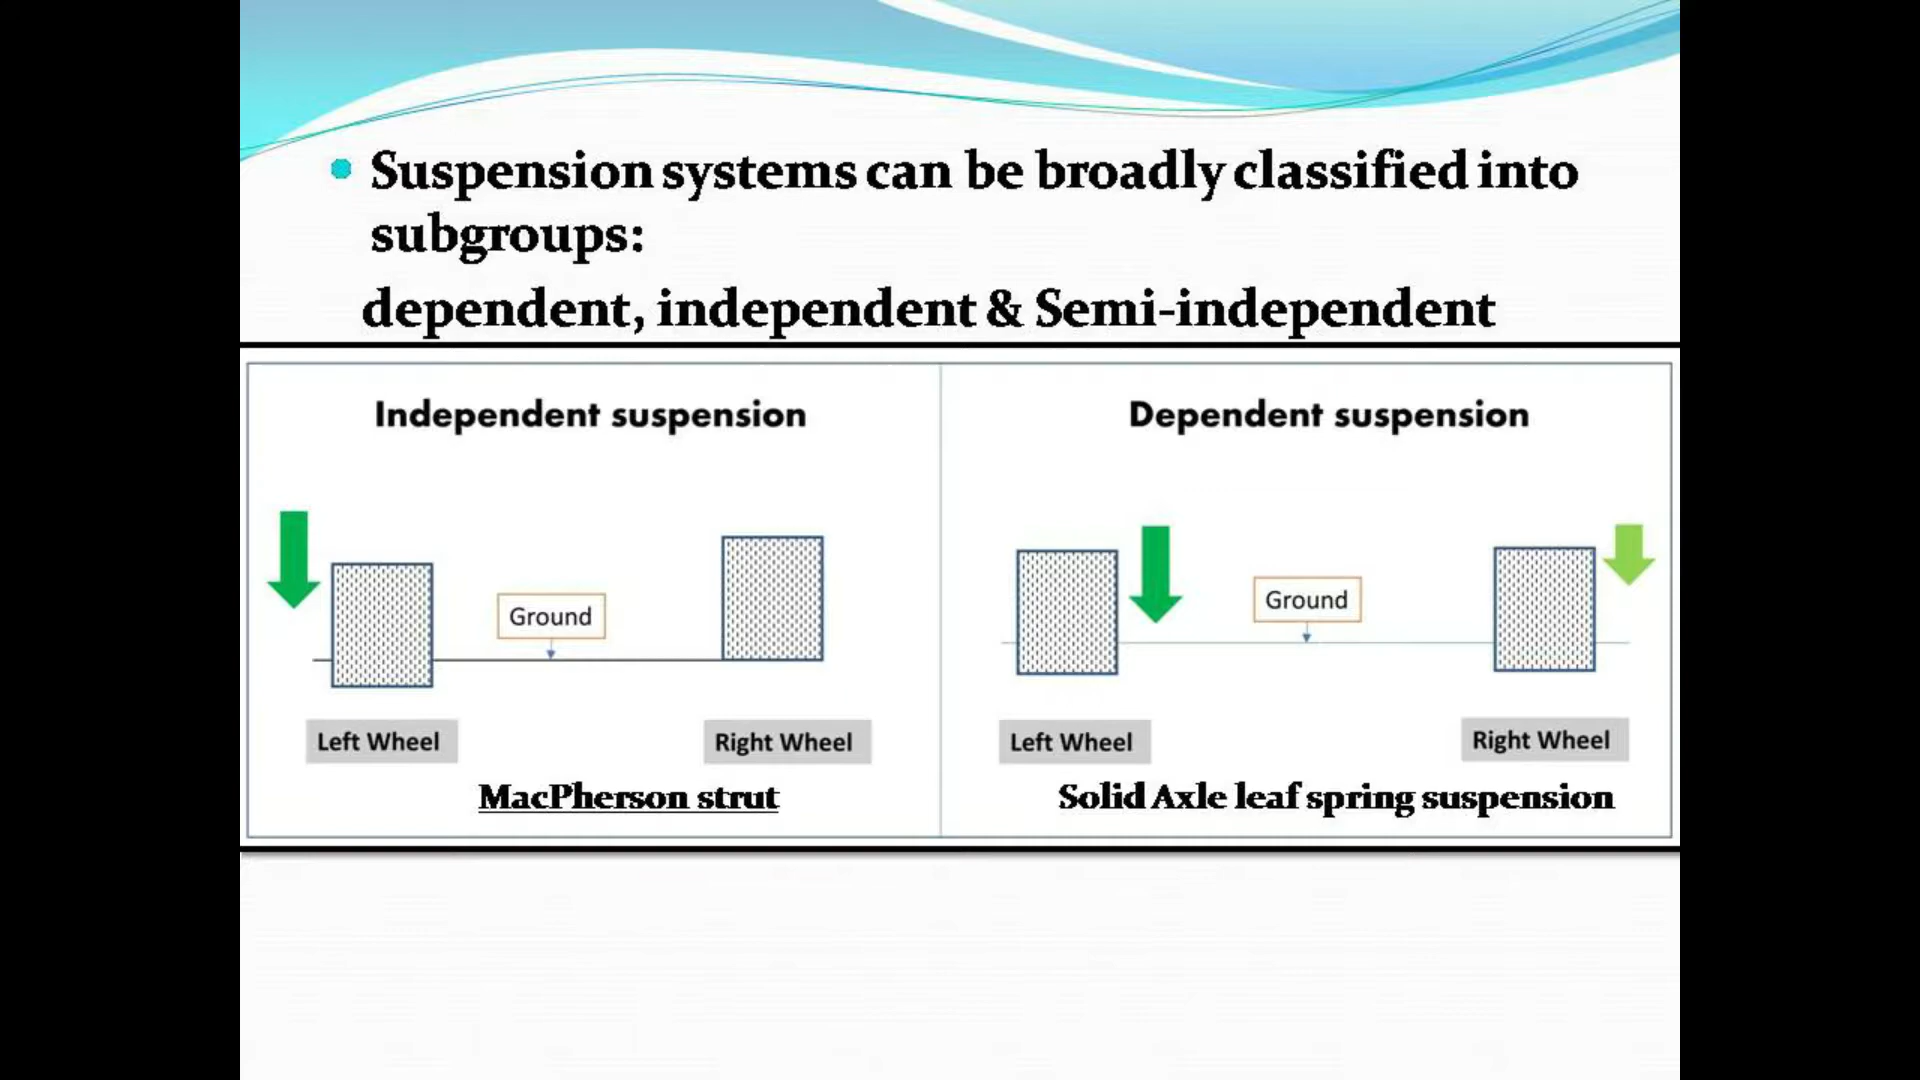 Suspension systems can be broadly classified into
subgroups:
dependent, independent & Semi-independent
Independent suspension
Ground
Left Wheel
Right Wheel
MacPherson strut
Dependent suspension
Ground
Left Wheel
Right Wheel
Solid Axle leaf spring suspension